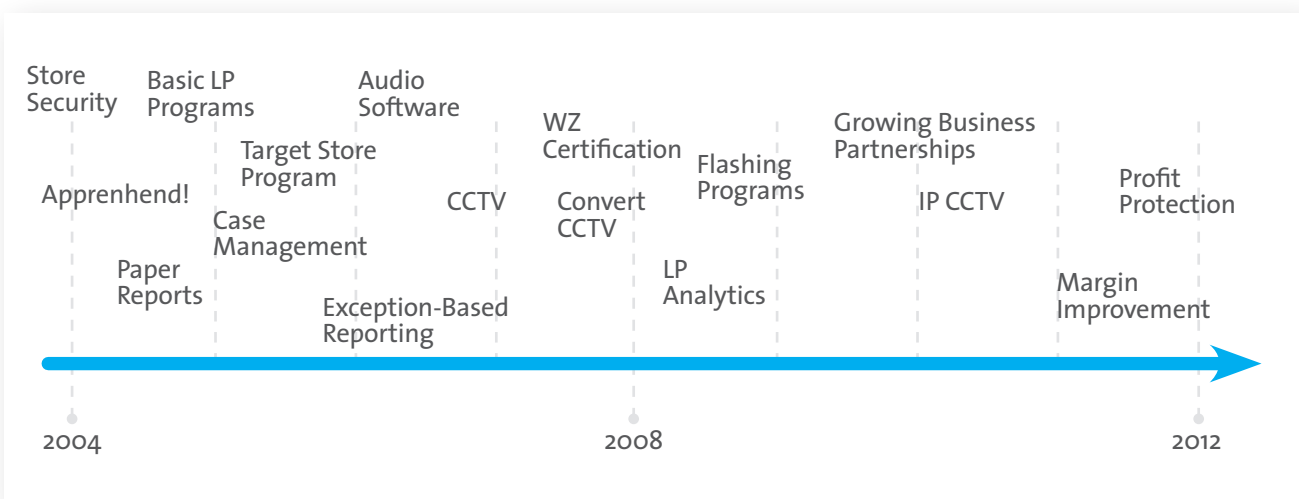 Store
Security
Basic LP
Programs
Audio
Software
WZ
Certification
Growing Business
Partnerships
Target Store
Program
Flashing
Programs
Profit
Protection
Apprenhend!
CCTV
Convert
CCTV
IP CCTV
Case
Management
Paper
Reports
LP
Analytics
Margin
Improvement
Exception-Based
Reporting
2004
2008
2012